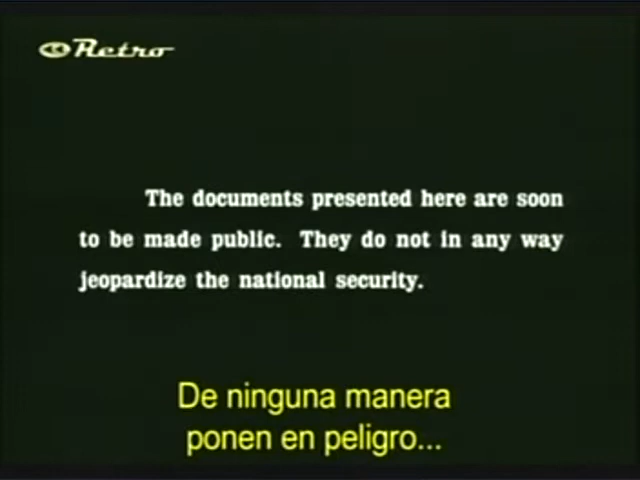 Retro
The documents presented here are soon
to be made public. They do not in any way
jeopardize the national security.
De ninguna manera
ponen en peligro...